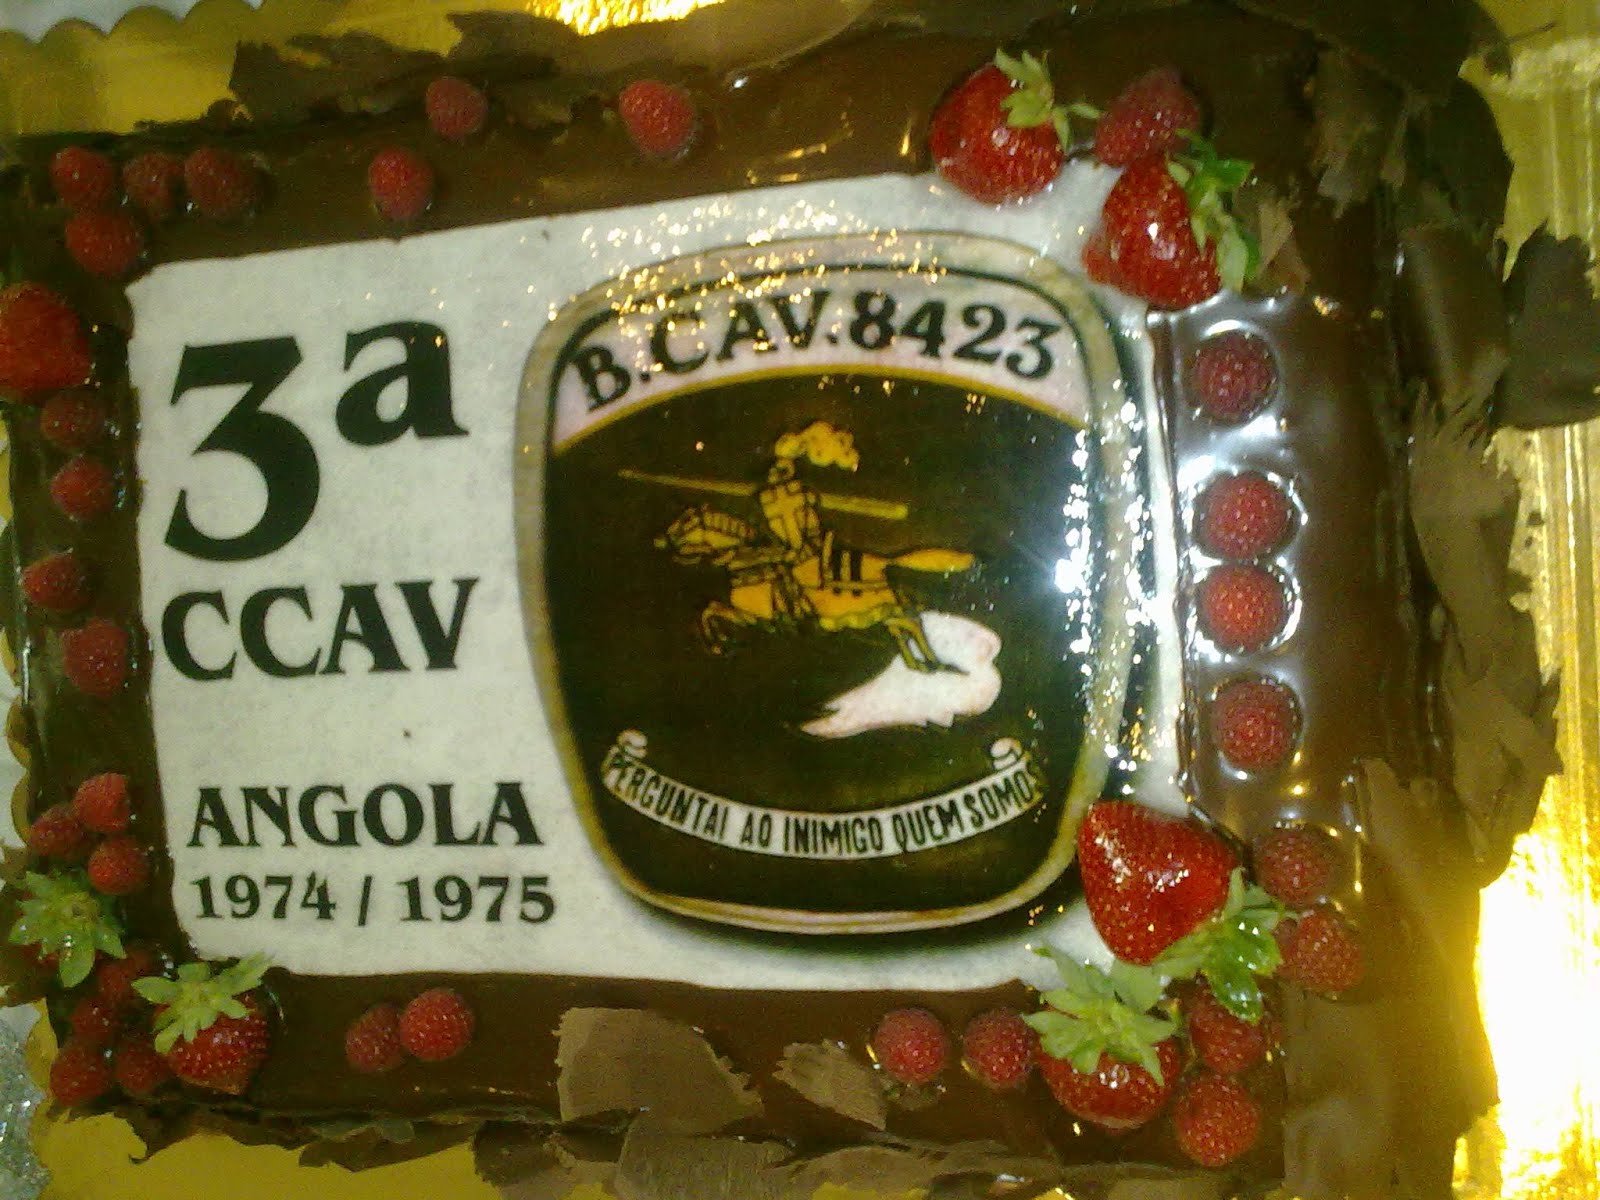 3a
CCAV
ANGOLA
1974 / 1975
B.CAV.8423
PERGUNTAI AO INIMIGO QUEM SOMOS